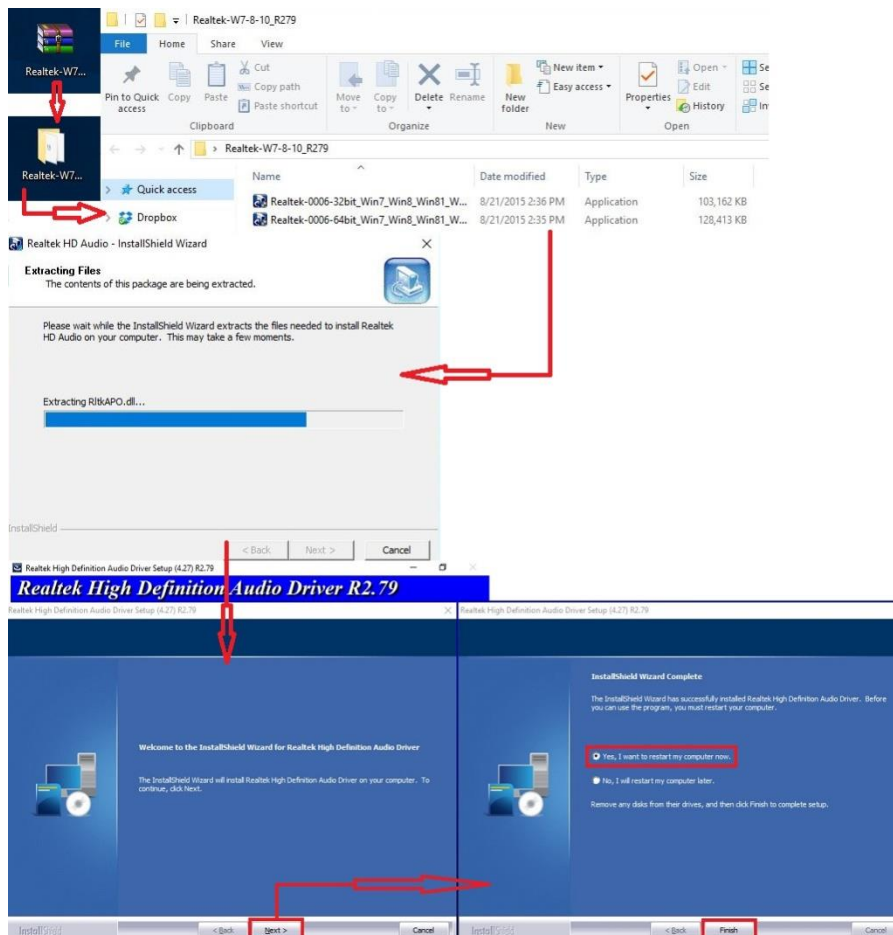 Realtek-W7...
Realtek-W7...
Realtek-W7-8-10_R279
File Home Share View
Pin to Quick access
Copy
Paste
Cut
Copy path
Paste shortcut
Move to
Copy to
Delete
Rename
New folder
New item
Easy access
Properties
Open
Edit
History
Se
Se
In
Clipboard Organize New Open
Realtek-W7-8-10_R279
Quick access
Dropbox
Name Date modified Type Size
Realtek-0006-32bit_Win7_Win8_Win81_W... 8/21/2015 2:36 PM Application 103,162 KB
Realtek-0006-64bit_Win7_Win8_Win81_W... 8/21/2015 2:35 PM Application 128,413 KB
Realtek HD Audio - InstallShield Wizard
Extracting Files
The contents of this package are being extracted.
Please wait while the InstallShield Wizard extracts the files needed to install Realtek
HD Audio on your computer. This may take a few moments.
Extracting RltkAPO.dll...
InstallShield
< Back Next > Cancel
Realtek High Definition Audio Driver Setup (4.27) R2.79
Realtek High Definition Audio Driver R2.79
Realtek High Definition Audio Driver Setup (4.27) R2.79
Welcome to the InstallShield Wizard for Realtek High Definition Audio Driver
The InstallShield Wizard will install Realtek High Definition Audio Driver on your computer. To
continue, click Next.
InstallShield
< Back Next > Cancel
Realtek High Definition Audio Driver Setup (4.27) R2.79
InstallShield Wizard Complete
The InstallShield Wizard has successfully installed Realtek High Definition Audio Driver. Before
you can use the program, you must restart your computer.
Yes, I want to restart my computer now.
No, I will restart my computer later.
Remove any disks from their drives, and then click Finish to complete setup.
InstallShield
< Back Finish Cancel